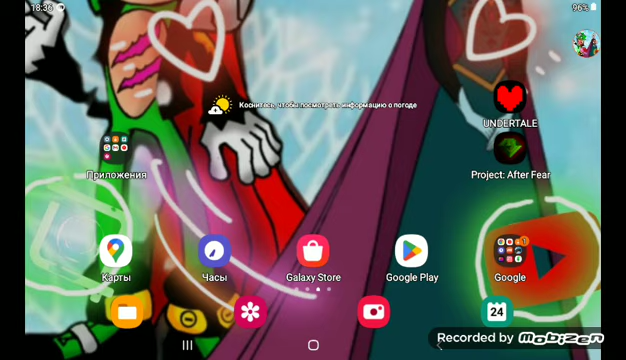 18:36
96%
Коснитесь, чтобы посмотреть информацию о погоде
UNDERTALE
Приложения
Project: After Fear
Карты
Часы
Galaxy Store
Google Play
Google
24
Recorded by MOBIZEN